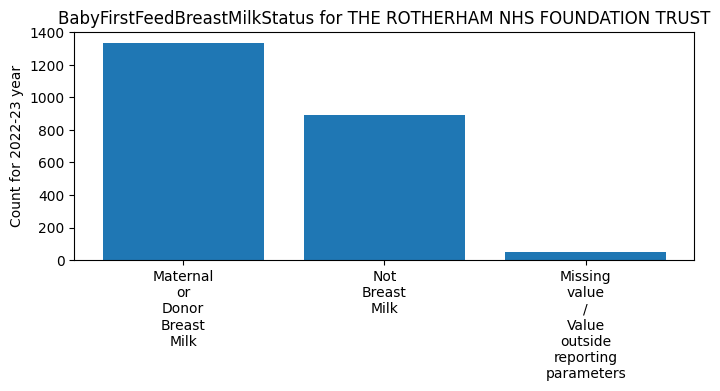 BabyFirstFeedBreastMilkStatus for THE ROTHERHAM NHS FOUNDATION TRUST
Count for 2022-23 year
1400
1200
1000
800
600
400
200
0
Maternal
or
Donor
Breast
Milk
Not
Breast
Milk
Missing
value
/
Value
outside
reporting
parameters